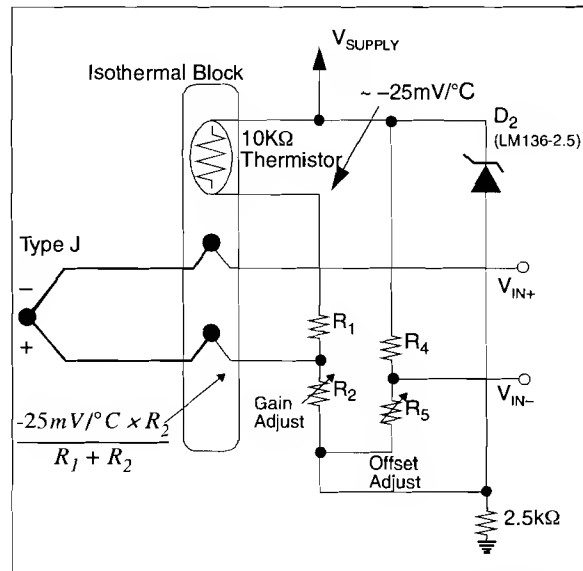 V_SUPPLY
Isothermal Block
~ –25mV/°C
D2
(LM136-2.5)
10KΩ
Thermistor
Type J
–
+
V_IN+
R1
R4
V_IN–
R2
R5
Gain
Adjust
-25mV/°C × R2
R1 + R2
Offset
Adjust
2.5kΩ